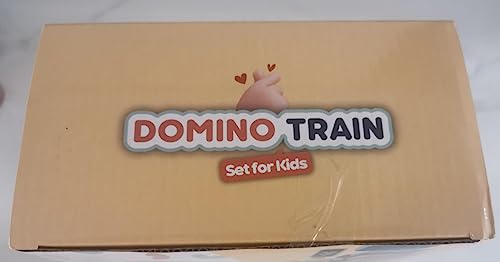 DOMINO TRAIN
Set for Kids